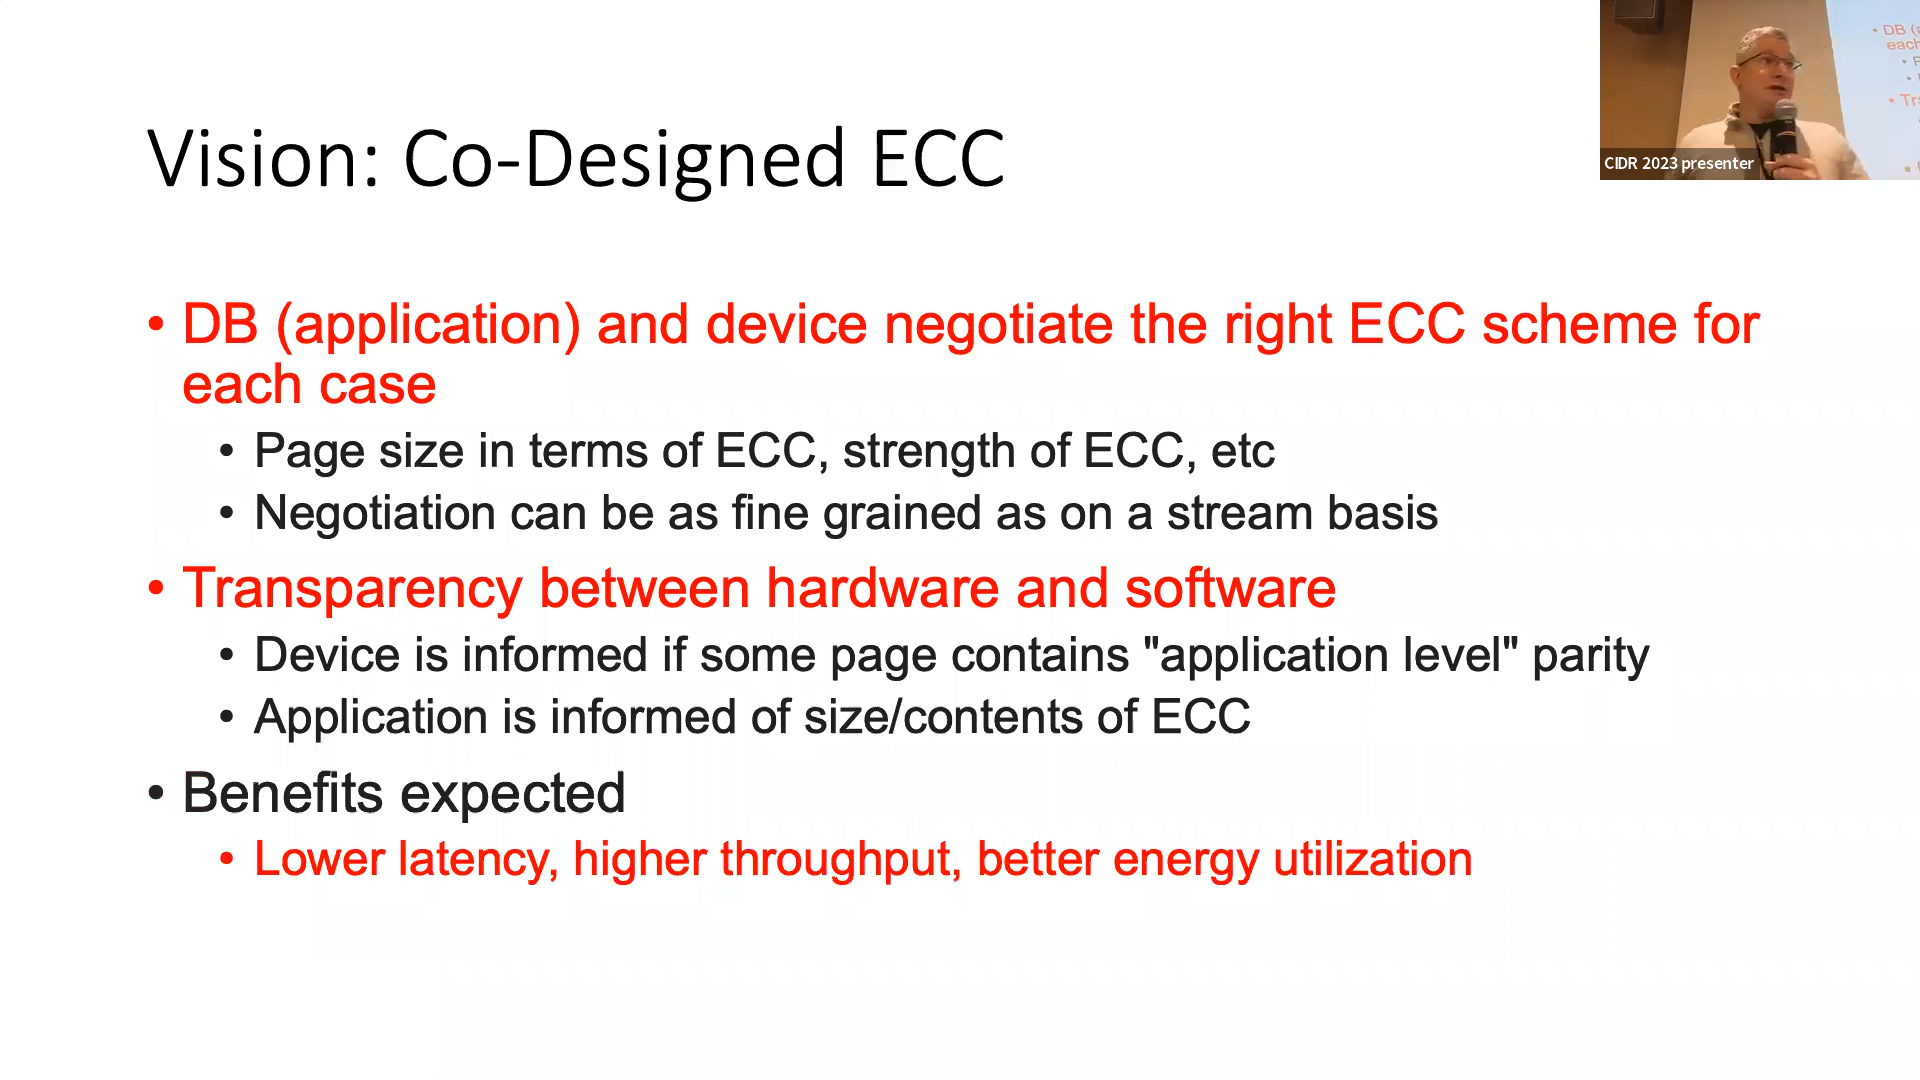 Vision: Co-Designed ECC
• DB (application) and device negotiate the right ECC scheme for
each case
• Page size in terms of ECC, strength of ECC, etc
• Negotiation can be as fine grained as on a stream basis
• Transparency between hardware and software
• Device is informed if some page contains "application level" parity
• Application is informed of size/contents of ECC
• Benefits expected
• Lower latency, higher throughput, better energy utilization
CIDR 2023 presenter
• DB
each